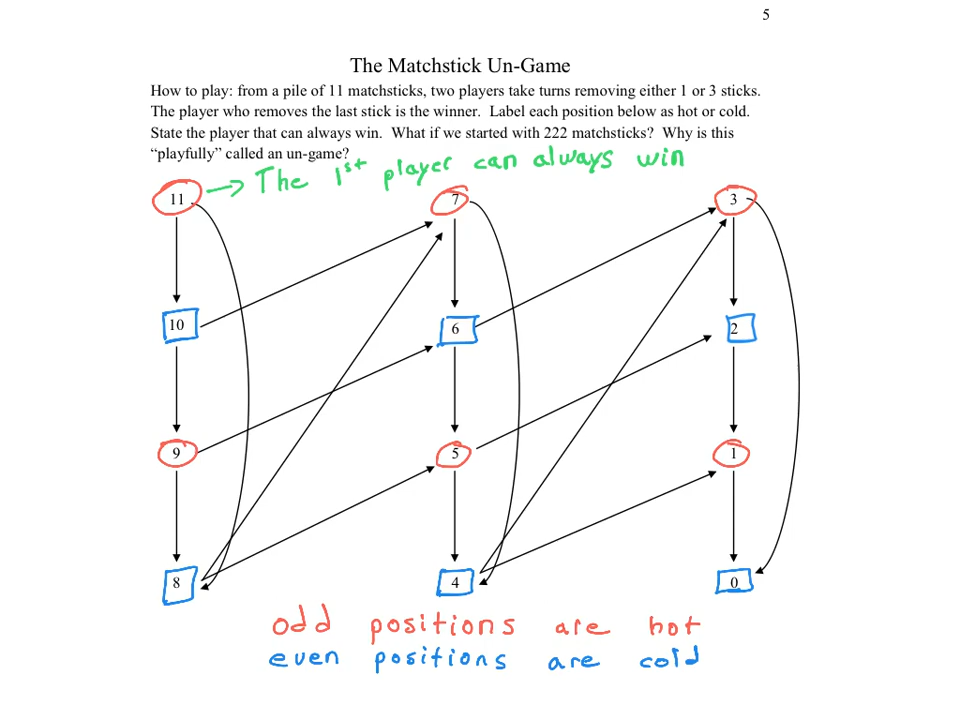 5
The Matchstick Un-Game
How to play: from a pile of 11 matchsticks, two players take turns removing either 1 or 3 sticks.
The player who removes the last stick is the winner. Label each position below as hot or cold.
State the player that can always win. What if we started with 222 matchsticks? Why is this
“playfully” called an un-game?
The 1st player can always win
11 7 3
10 6 2
9 5 1
8 4 0
odd positions are hot
even positions are cold